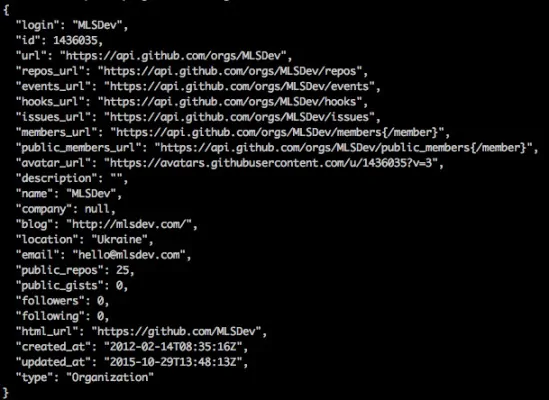 {
"login": "MLSDev",
"id": 1436035,
"url": "https://api.github.com/orgs/MLSDev",
"repos_url": "https://api.github.com/orgs/MLSDev/repos",
"events_url": "https://api.github.com/orgs/MLSDev/events",
"hooks_url": "https://api.github.com/orgs/MLSDev/hooks",
"issues_url": "https://api.github.com/orgs/MLSDev/issues",
"members_url": "https://api.github.com/orgs/MLSDev/members{/member}",
"public_members_url": "https://api.github.com/orgs/MLSDev/public_members{/member}",
"avatar_url": "https://avatars.githubusercontent.com/u/1436035?v=3",
"description": "",
"name": "MLSDev",
"company": null,
"blog": "http://mlsdev.com/",
"location": "Ukraine",
"email": "hello@mlsdev.com",
"public_repos": 25,
"public_gists": 0,
"followers": 0,
"following": 0,
"html_url": "https://github.com/MLSDev",
"created_at": "2012-02-14T08:35:16Z",
"updated_at": "2015-10-29T13:48:13Z",
"type": "Organization"
}